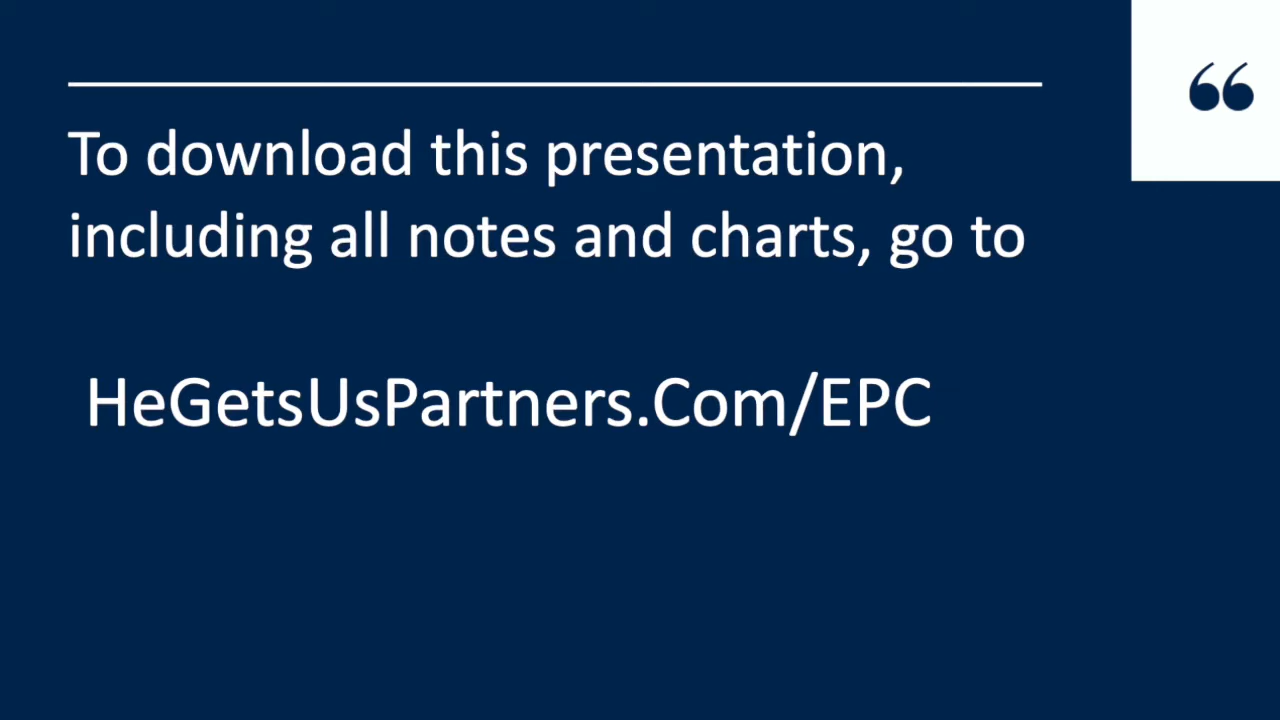 “
To download this presentation,
including all notes and charts, go to
HeGetsUsPartners.Com/EPC